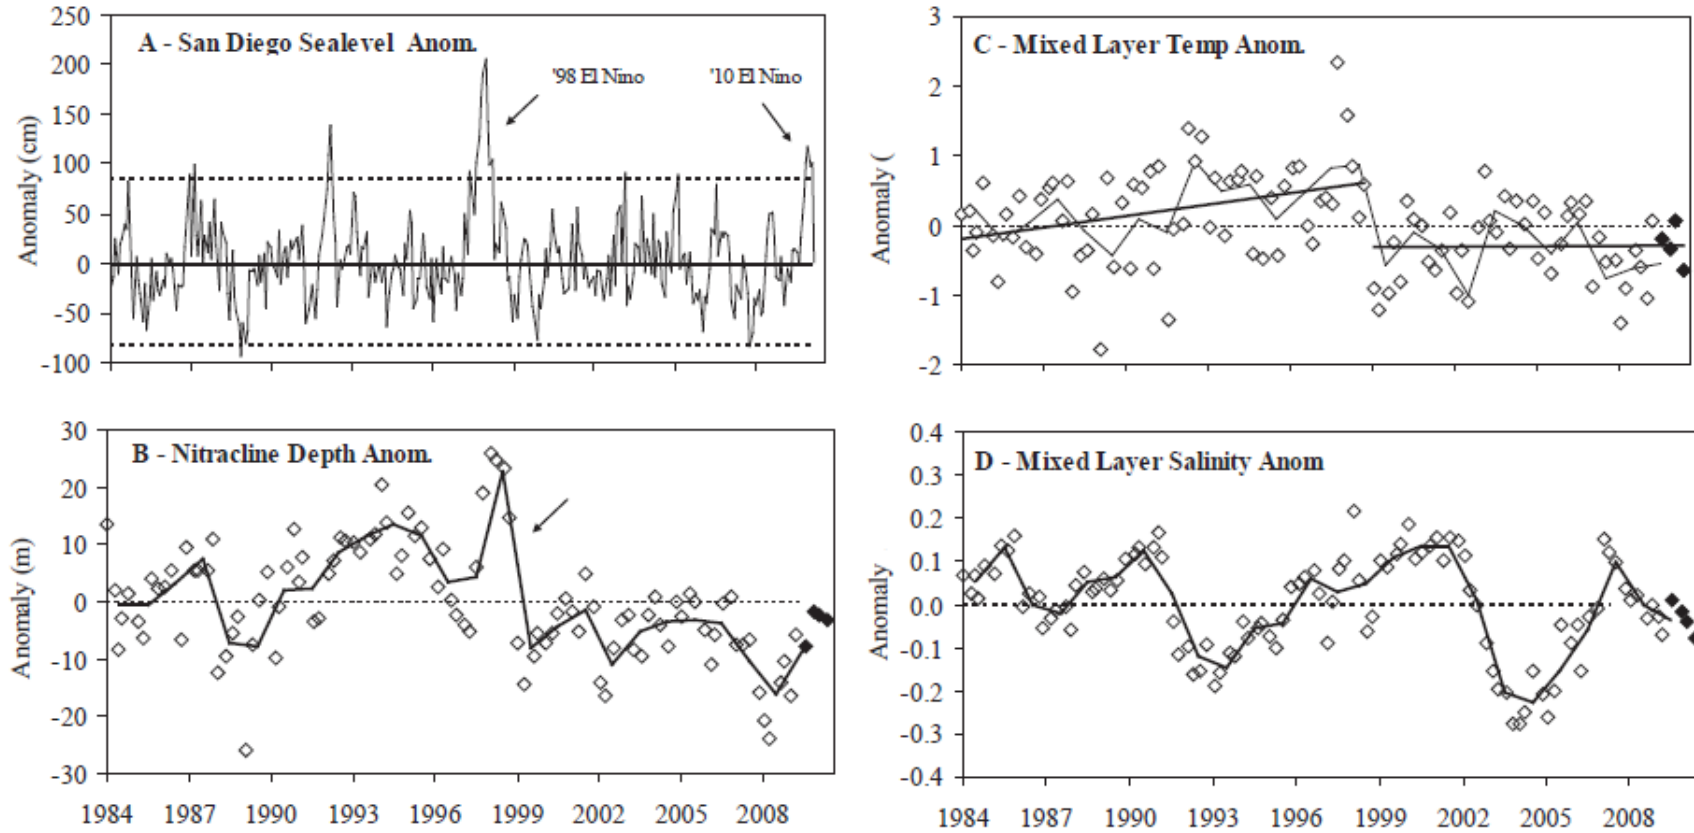 A - San Diego Sealevel Anom.
'98 El Nino
'10 El Nino
Anomaly (cm)
250
200
150
100
50
0
-50
-100
C - Mixed Layer Temp Anom.
Anomaly (
3
2
1
0
-1
-2
B - Nitracline Depth Anom.
Anomaly (m)
30
20
10
0
-10
-20
-30
1984 1987 1990 1993 1996 1999 2002 2005 2008
D - Mixed Layer Salinity Anom
Anomaly
0.4
0.3
0.2
0.1
0.0
-0.1
-0.2
-0.3
-0.4
1984 1987 1990 1993 1996 1999 2002 2005 2008